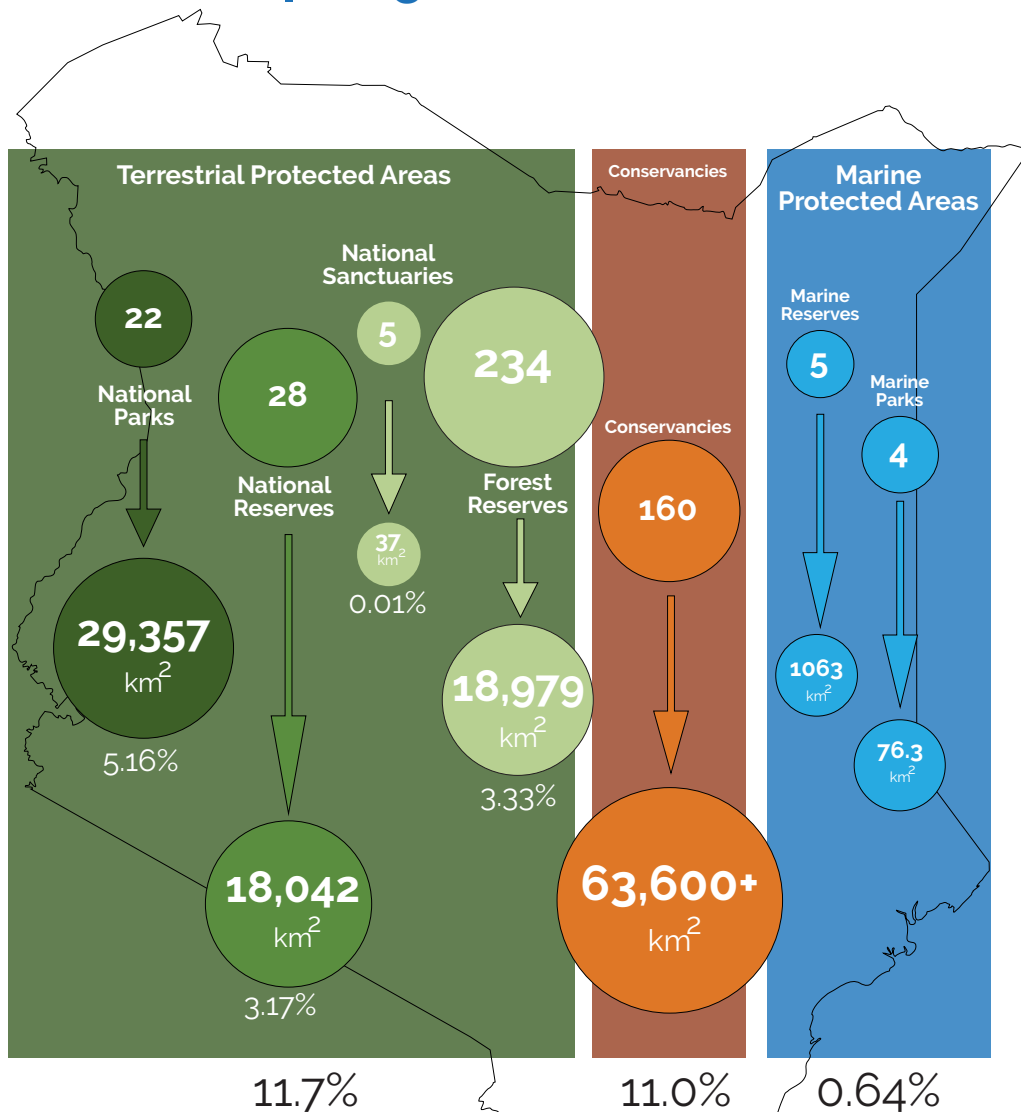 Terrestrial Protected Areas
22
National
Parks
29,357
km²
5.16%
28
National
Reserves
18,042
km²
3.17%
National
Sanctuaries
5
37
km²
0.01%
234
Forest
Reserves
18,979
km²
3.33%
11.7%
Conservancies
Conservancies
160
63,600+
km²
11.0%
Marine
Protected Areas
Marine
Reserves
5
1063
km²
Marine
Parks
4
76.3
km²
0.64%